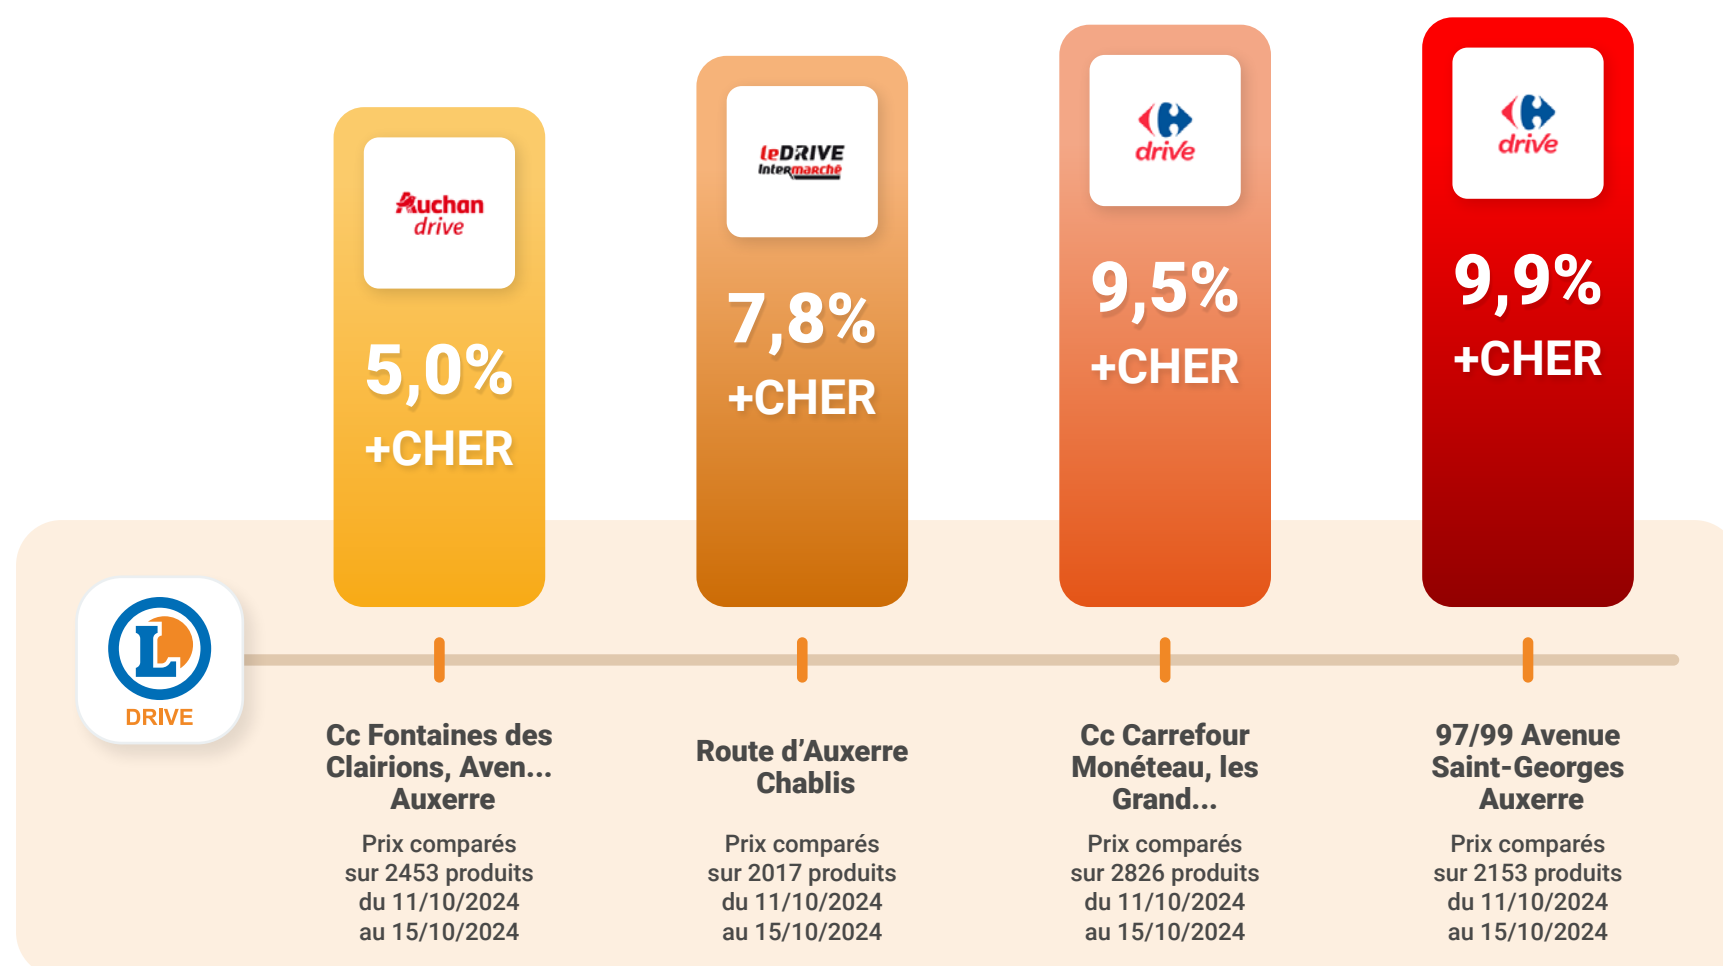 Auchan
drive
5,0%
+CHER
leDRIVE
Intermarché
7,8%
+CHER
drive
9,5%
+CHER
drive
9,9%
+CHER
L
DRIVE
Cc Fontaines des
Clairions, Aven...
Auxerre
Prix comparés
sur 2453 produits
du 11/10/2024
au 15/10/2024
Route d’Auxerre
Chablis
Prix comparés
sur 2017 produits
du 11/10/2024
au 15/10/2024
Cc Carrefour
Monéteau, les
Grand...
Prix comparés
sur 2826 produits
du 11/10/2024
au 15/10/2024
97/99 Avenue
Saint-Georges
Auxerre
Prix comparés
sur 2153 produits
du 11/10/2024
au 15/10/2024